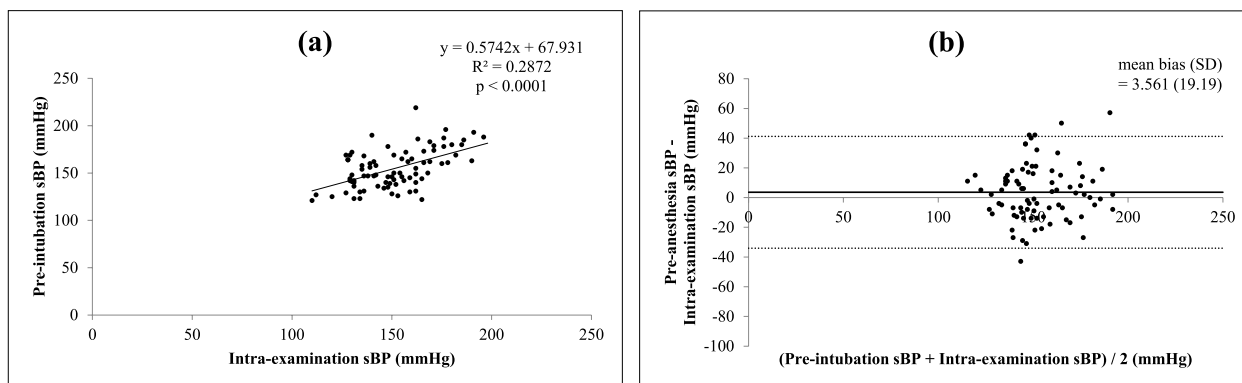 (a)
y = 0.5742x + 67.931
R² = 0.2872
p < 0.0001
Pre-intubation sBP (mmHg)
250
200
150
100
50
0
0 50 100 150 200 250
Intra-examination sBP (mmHg)
(b)
mean bias (SD)
= 3.561 (19.19)
Pre-anesthesia sBP -
Intra-examination sBP (mmHg)
80
60
40
20
0
-20
-40
-60
-80
-100
0 50 100 150 200 250
(Pre-intubation sBP + Intra-examination sBP) / 2 (mmHg)